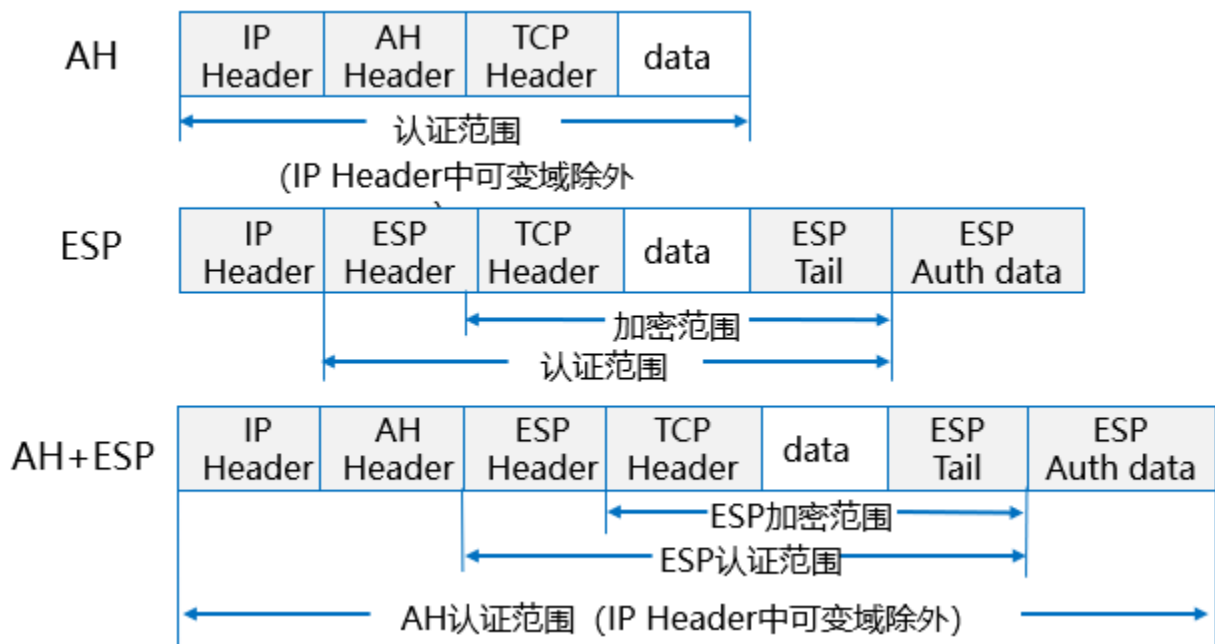 AH
IP Header
AH Header
TCP Header
data
认证范围
(IP Header中可变域除外
)
ESP
IP Header
ESP Header
TCP Header
data
ESP Tail
ESP Auth data
加密范围
认证范围
AH+ESP
IP Header
AH Header
ESP Header
TCP Header
data
ESP Tail
ESP Auth data
ESP加密范围
ESP认证范围
AH认证范围 (IP Header中可变域除外)